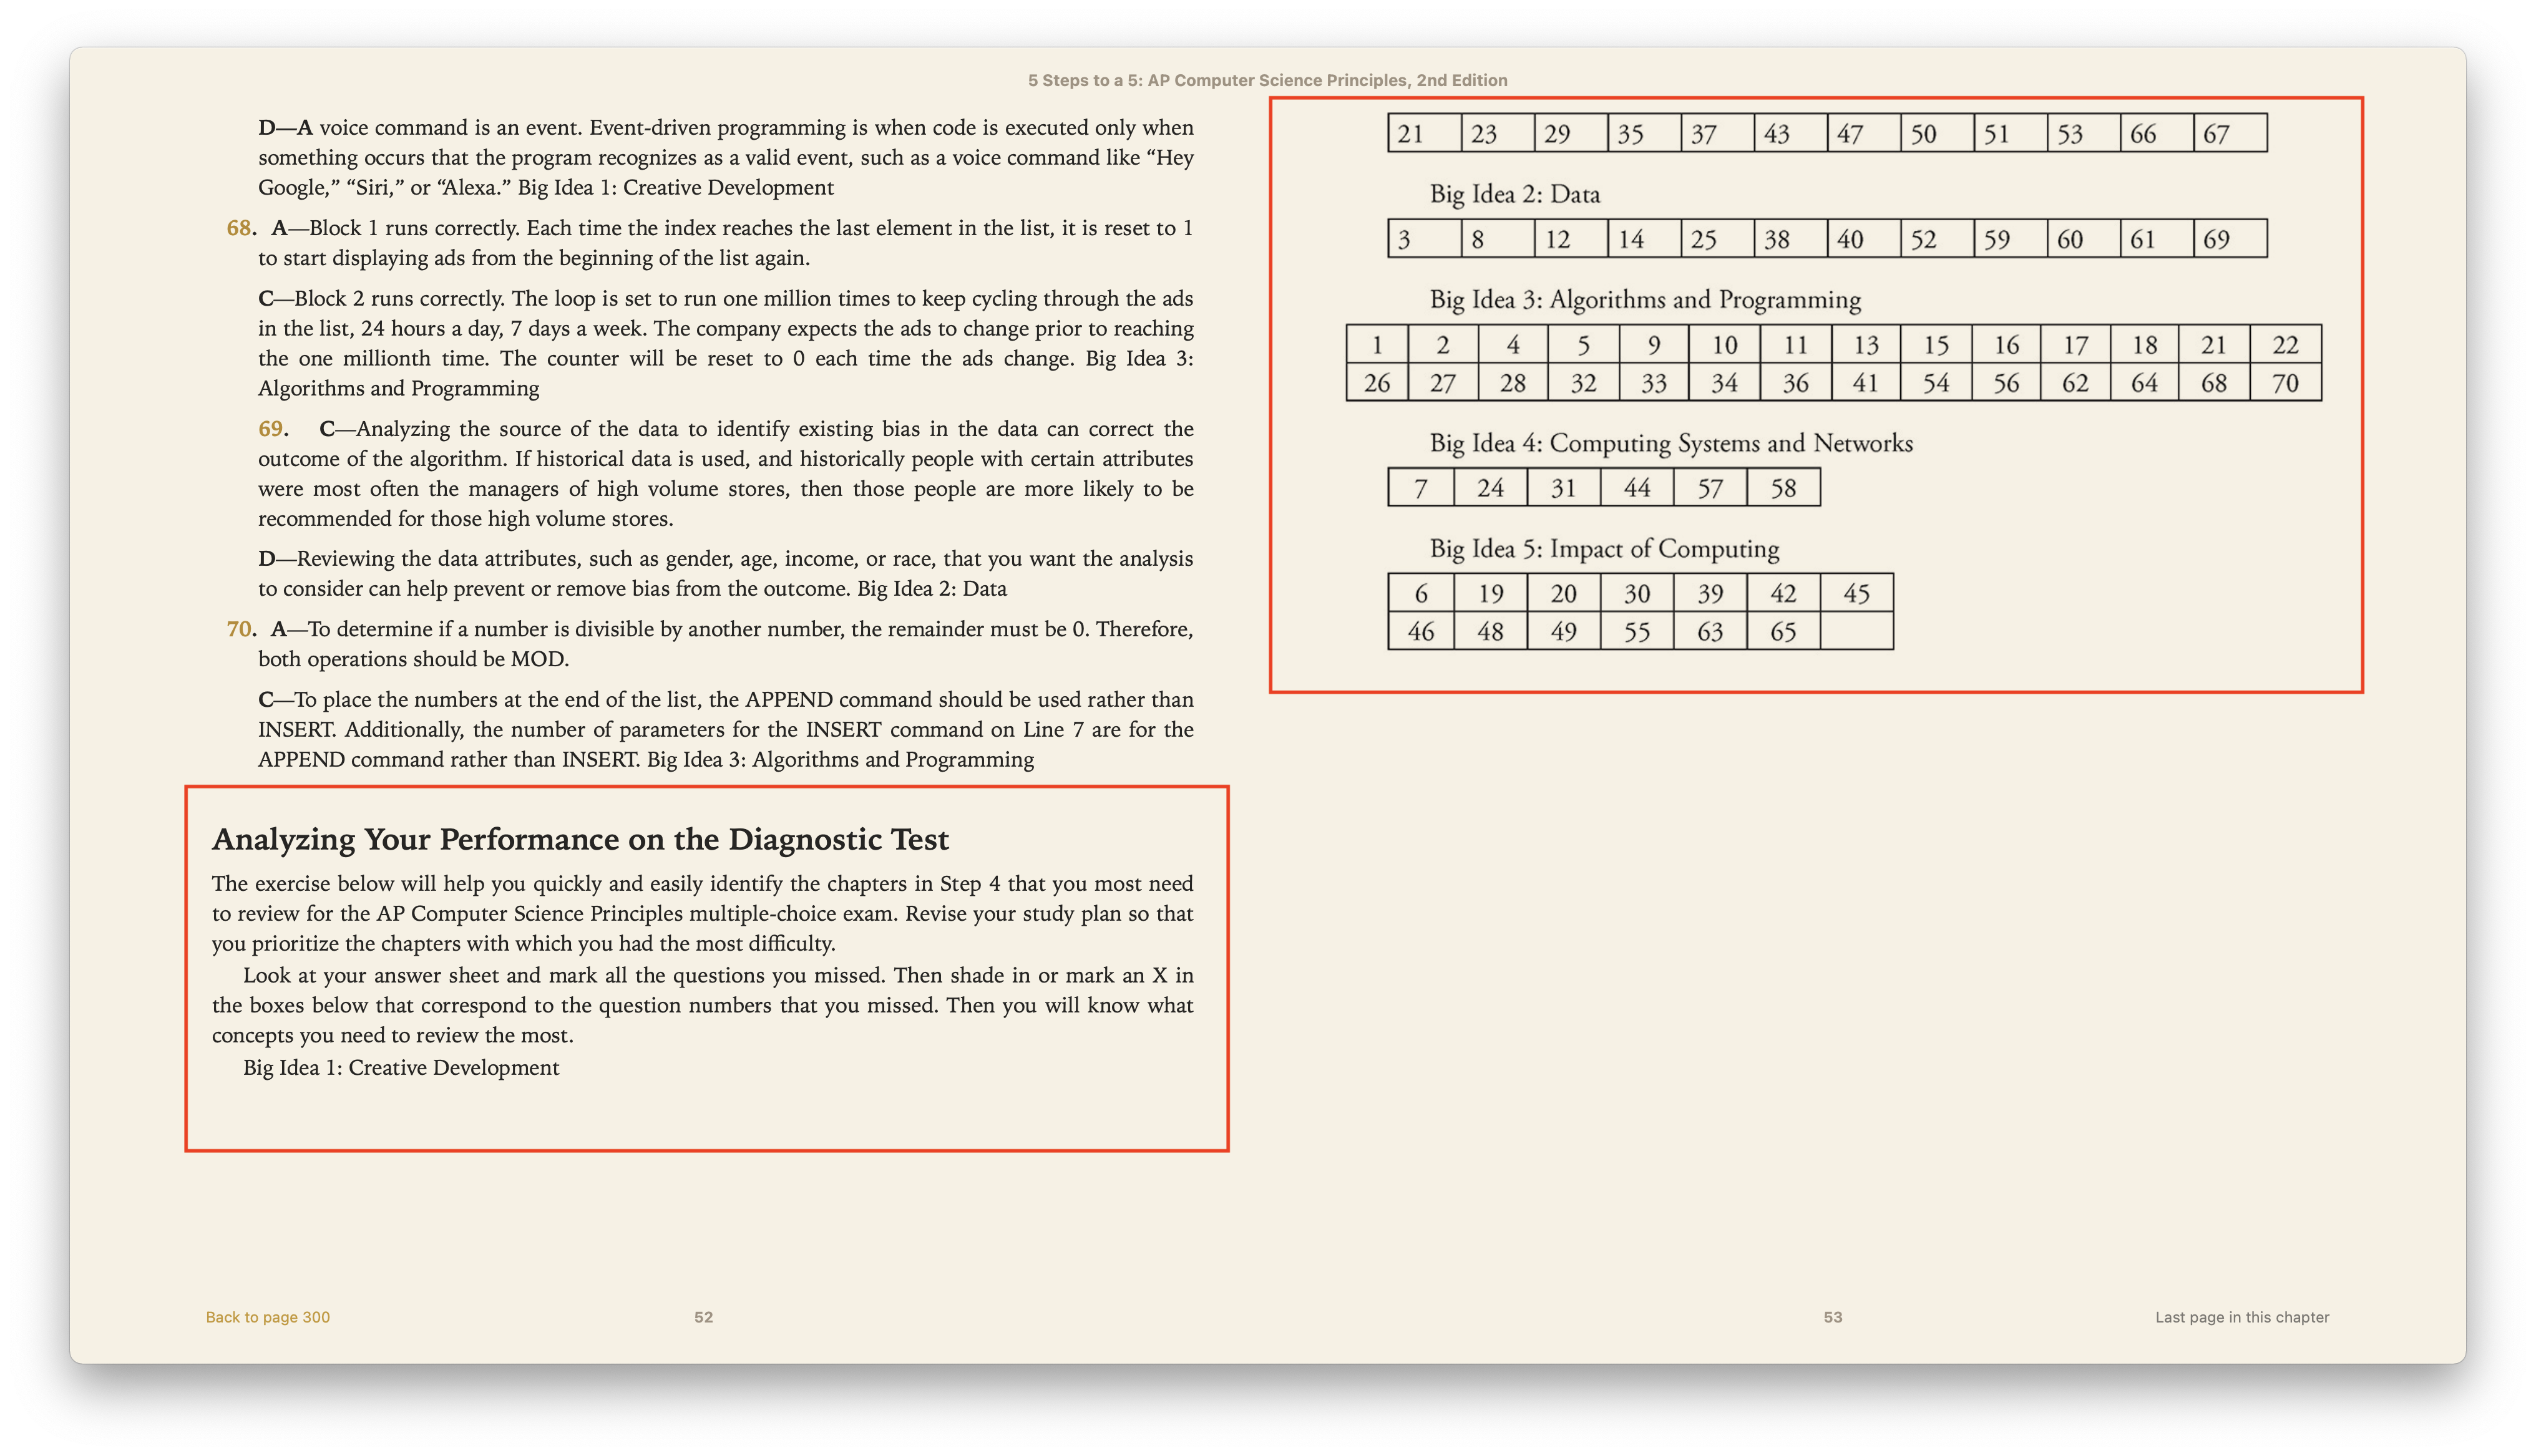 5 Steps to a 5: AP Computer Science Principles, 2nd Edition
D—A voice command is an event. Event-driven programming is when code is executed only when
something occurs that the program recognizes as a valid event, such as a voice command like “Hey
Google,” “Siri,” or “Alexa.” Big Idea 1: Creative Development
68. A—Block 1 runs correctly. Each time the index reaches the last element in the list, it is reset to 1
to start displaying ads from the beginning of the list again.
C—Block 2 runs correctly. The loop is set to run one million times to keep cycling through the ads
in the list, 24 hours a day, 7 days a week. The company expects the ads to change prior to reaching
the one millionth time. The counter will be reset to 0 each time the ads change. Big Idea 3:
Algorithms and Programming
69. C—Analyzing the source of the data to identify existing bias in the data can correct the
outcome of the algorithm. If historical data is used, and historically people with certain attributes
were most often the managers of high volume stores, then those people are more likely to be
recommended for those high volume stores.
D—Reviewing the data attributes, such as gender, age, income, or race, that you want the analysis
to consider can help prevent or remove bias from the outcome. Big Idea 2: Data
70. A—To determine if a number is divisible by another number, the remainder must be 0. Therefore,
both operations should be MOD.
C—To place the numbers at the end of the list, the APPEND command should be used rather than
INSERT. Additionally, the number of parameters for the INSERT command on Line 7 are for the
APPEND command rather than INSERT. Big Idea 3: Algorithms and Programming
Analyzing Your Performance on the Diagnostic Test
The exercise below will help you quickly and easily identify the chapters in Step 4 that you most need
to review for the AP Computer Science Principles multiple-choice exam. Revise your study plan so that
you prioritize the chapters with which you had the most difficulty.
Look at your answer sheet and mark all the questions you missed. Then shade in or mark an X in
the boxes below that correspond to the question numbers that you missed. Then you will know what
concepts you need to review the most.
Big Idea 1: Creative Development
21 23 29 35 37 43 47 50 51 53 66 67
Big Idea 2: Data
3 8 12 14 25 38 40 52 59 60 61 69
Big Idea 3: Algorithms and Programming
1 2 4 5 9 10 11 13 15 16 17 18 21 22
26 27 28 32 33 34 36 41 54 56 62 64 68 70
Big Idea 4: Computing Systems and Networks
7 24 31 44 57 58
Big Idea 5: Impact of Computing
6 19 20 30 39 42 45
46 48 49 55 63 65
Back to page 300
52
53
Last page in this chapter